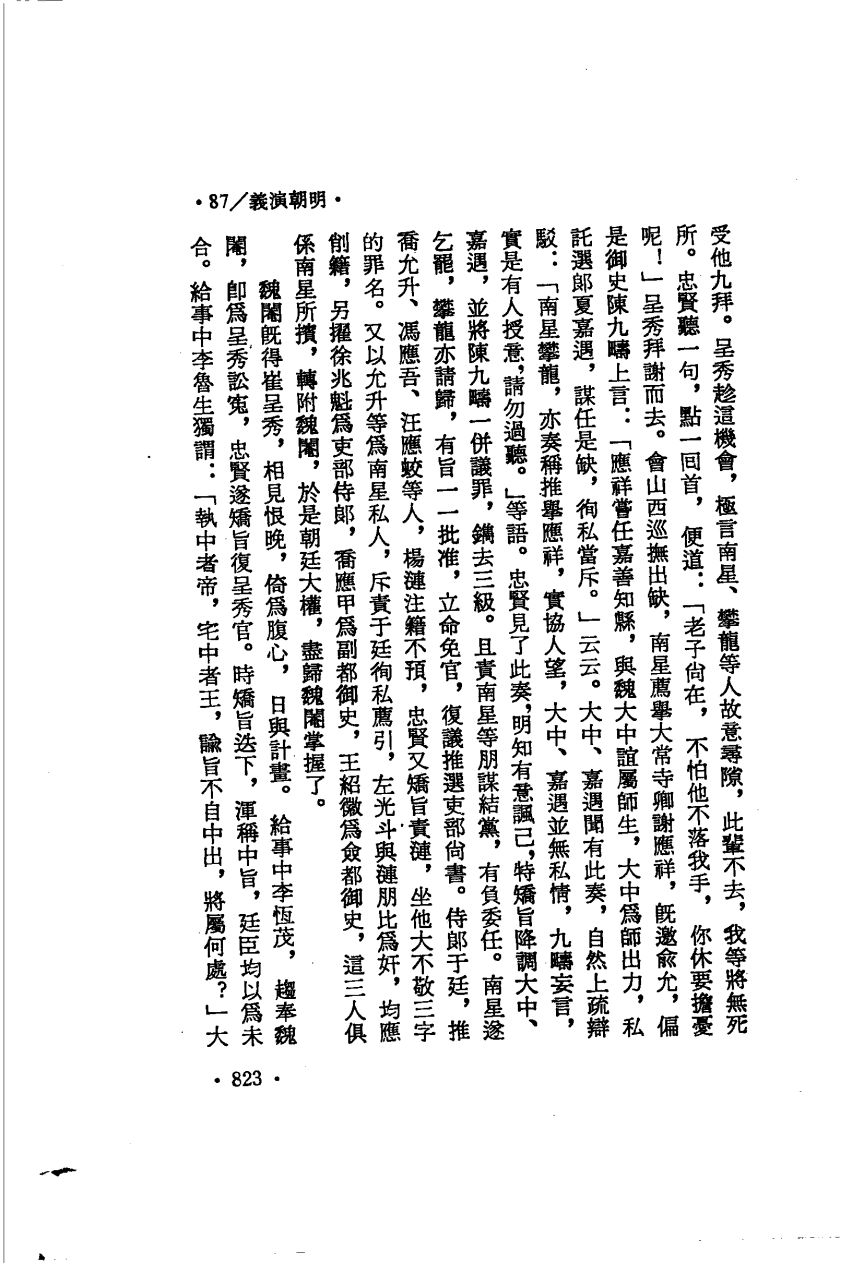 ·87／義演朝明·
受他九拜。呈秀趁這機會，極言南星、攀龍等人故意尋隙，此輩不去，我等將無死
所。忠賢聽一句，點一回首，便道：「老子尙在，不怕他不落我手，你休要擔憂
呢！」呈秀拜謝而去。會山西巡撫出缺，南星薦擧大常寺卿謝應祥，旣邀兪允，偏
是御史陳九疇上言：「應祥嘗任嘉善知縣，與魏大中誼屬師生，大中爲師出力，私
託選郞夏嘉遇，謀任是缺，徇私當斥。」云云。大中、嘉遇聞有此奏，自然上疏辯
駁：「南星攀龍，亦奏稱推擧應祥，實協人望，大中、嘉遇並無私情，九疇妄言，
實是有人授意，請勿過聽。」等語。忠賢見了此奏，明知有意諷己，特矯旨降調大中、
嘉遇，並將陳九疇一倂議罪，鐫去三級。且責南星等朋謀結黨，有負委任。南星遂
乞罷，攀龍亦請歸，有旨一一批准，立命免官，復議推選吏部尙書。侍郞于廷，推
喬允升、馮應吾、汪應蛟等人，楊漣注籍不預，忠賢又矯旨責漣，坐他大不敬三字
的罪名。又以允升等爲南星私人，斥責于廷徇私薦引，左光斗與漣朋比爲奸，均應
削籍，另擢徐兆魁爲吏部侍郞，喬應甲爲副都御史，王紹徽爲僉都御史，這三人俱
係南星所擯，轉附魏閹，於是朝廷大權，盡歸魏閹掌握了。
魏閹旣得崔呈秀，相見恨晚，倚爲腹心，日與計畫。給事中李恆茂，趨奉魏
閹，卽爲呈秀訟寃，忠賢遂矯旨復呈秀官。時矯旨迭下，渾稱中旨，廷臣均以爲未
合。給事中李魯生獨謂：「執中者帝，宅中者王，諭旨不自中出，將屬何處？」大
·823·